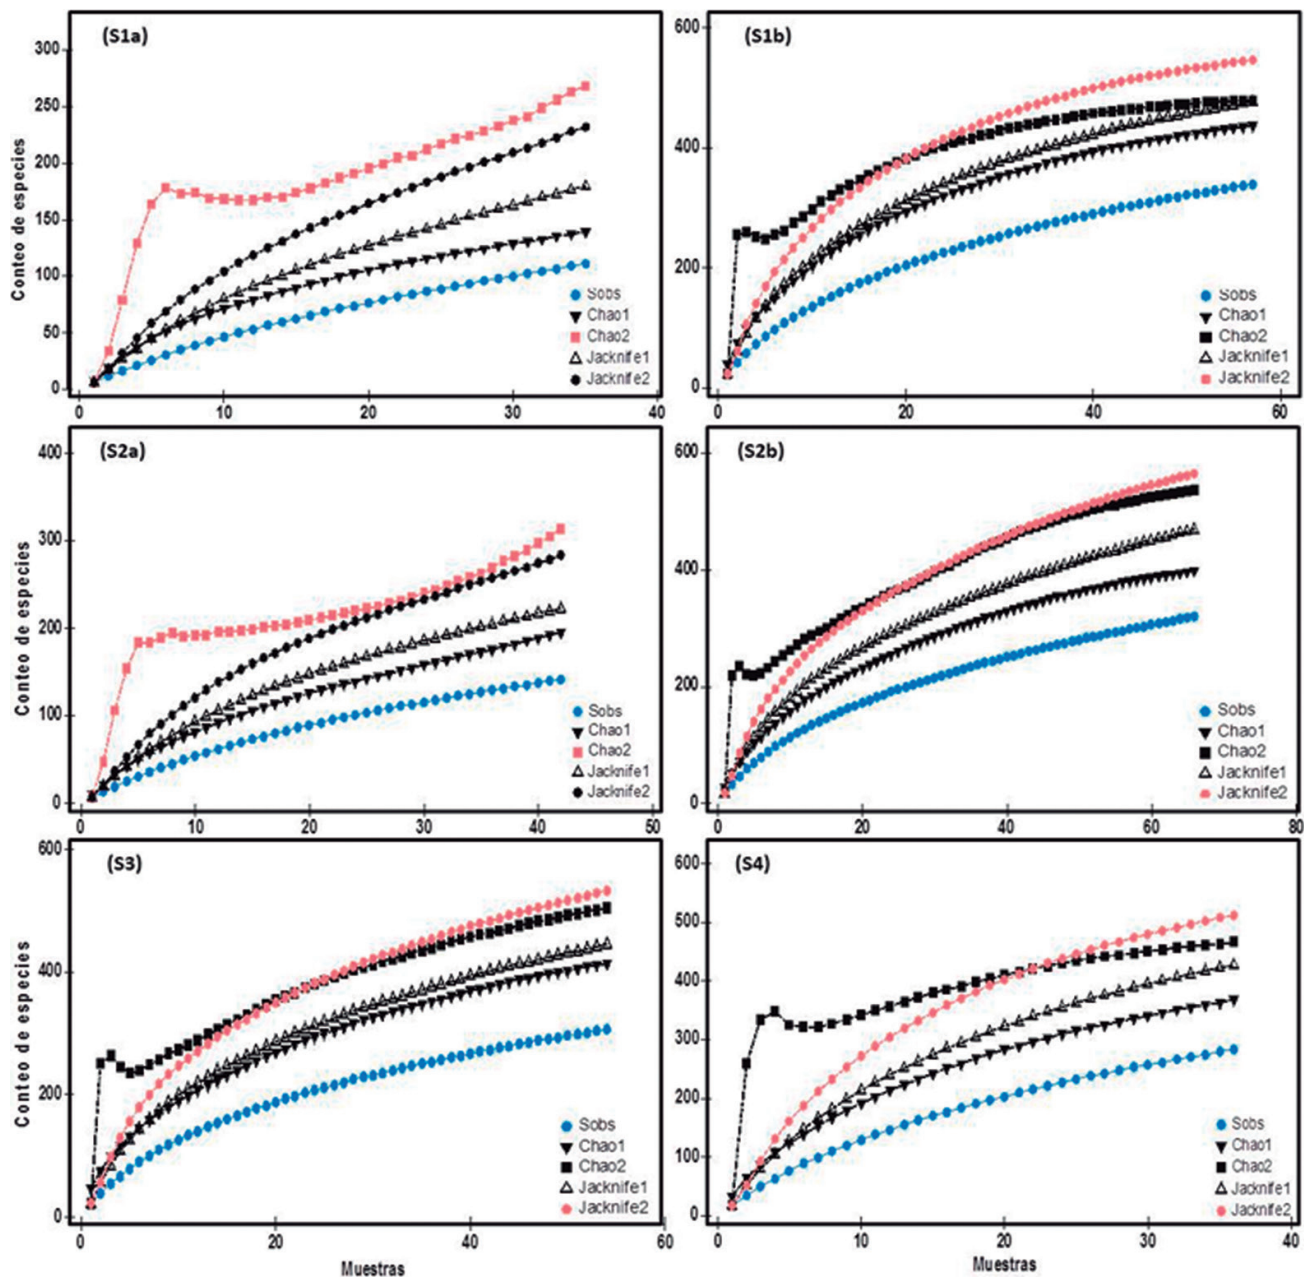 (S1a)
Conteo de especies
300
250
200
150
100
50
0
0 10 20 30 40
Sobs
Chao1
Chao2
Jacknife1
Jacknife2
(S1b)
600
400
200
0
0 20 40 60
Sobs
Chao1
Chao2
Jacknife1
Jacknife2
(S2a)
Conteo de especies
400
300
200
100
0
0 10 20 30 40 50
Sobs
Chao1
Chao2
Jacknife1
Jacknife2
(S2b)
600
400
200
0
0 20 40 60 80
Sobs
Chao1
Chao2
Jacknife1
Jacknife2
(S3)
Conteo de especies
600
400
200
0
0 20 40 60
Muestras
Sobs
Chao1
Chao2
Jacknife1
Jacknife2
(S4)
600
500
400
300
200
100
0
0 10 20 30 40
Muestras
Sobs
Chao1
Chao2
Jacknife1
Jacknife2